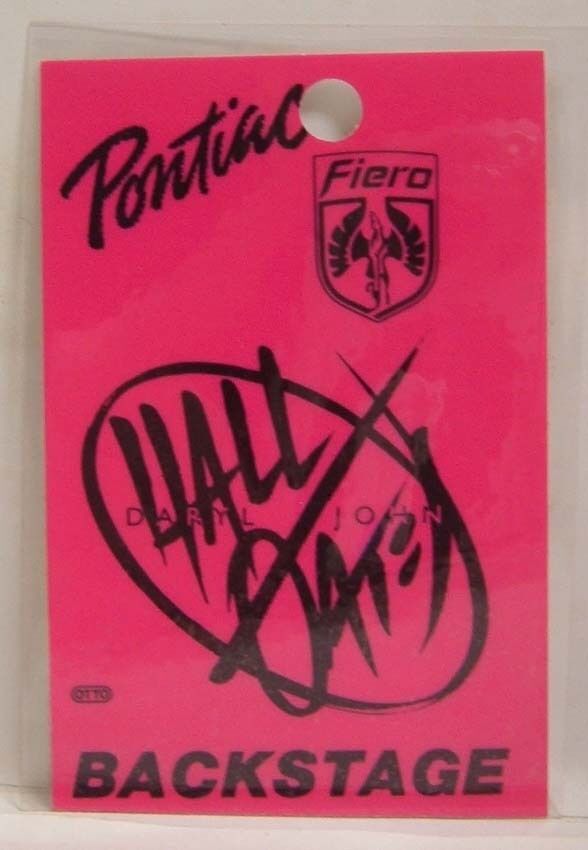 Pontiac
Fiero
HALL
DARYL JOHN
OATES
OTTO
BACKSTAGE